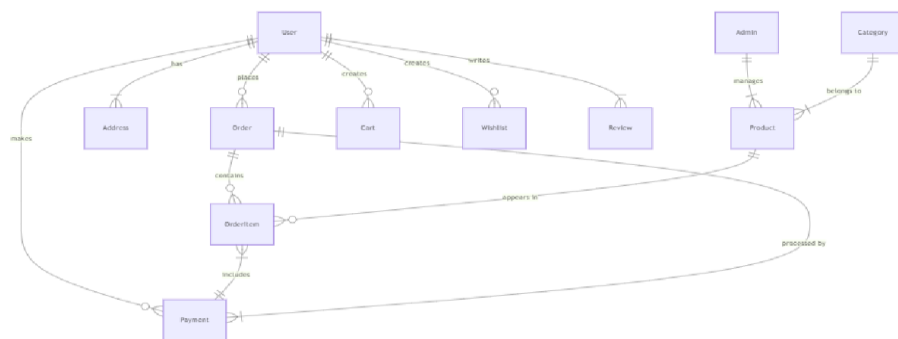 User
Admin
Category
has
places
creates
creates
writes
manages
belongs in
makes
Address
Order
Cart
Wishlist
Review
Product
contains
appears in
OrderItem
processed by
includes
Payment